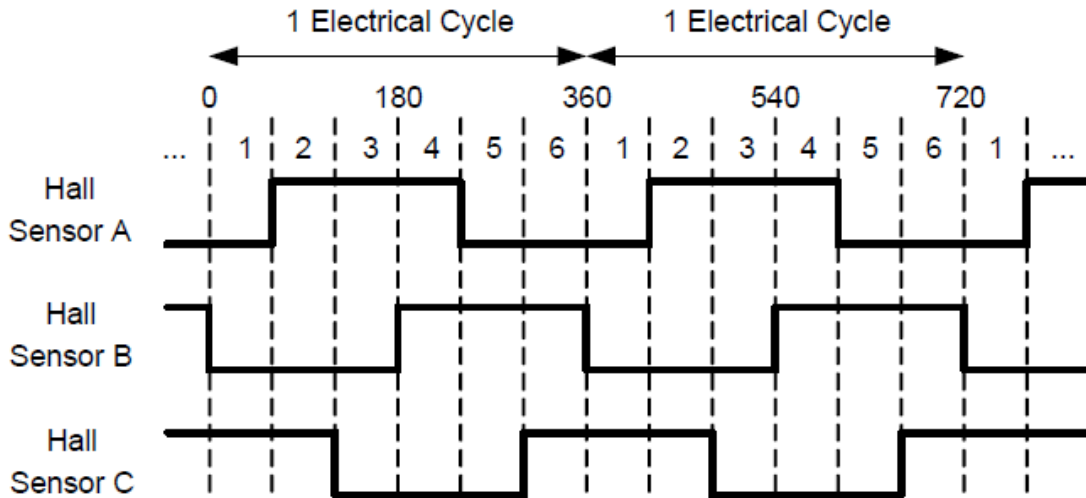 1 Electrical Cycle 1 Electrical Cycle
0 180 360 540 720
... 1 2 3 4 5 6 1 2 3 4 5 6 1 ...
Hall
Sensor A
Hall
Sensor B
Hall
Sensor C